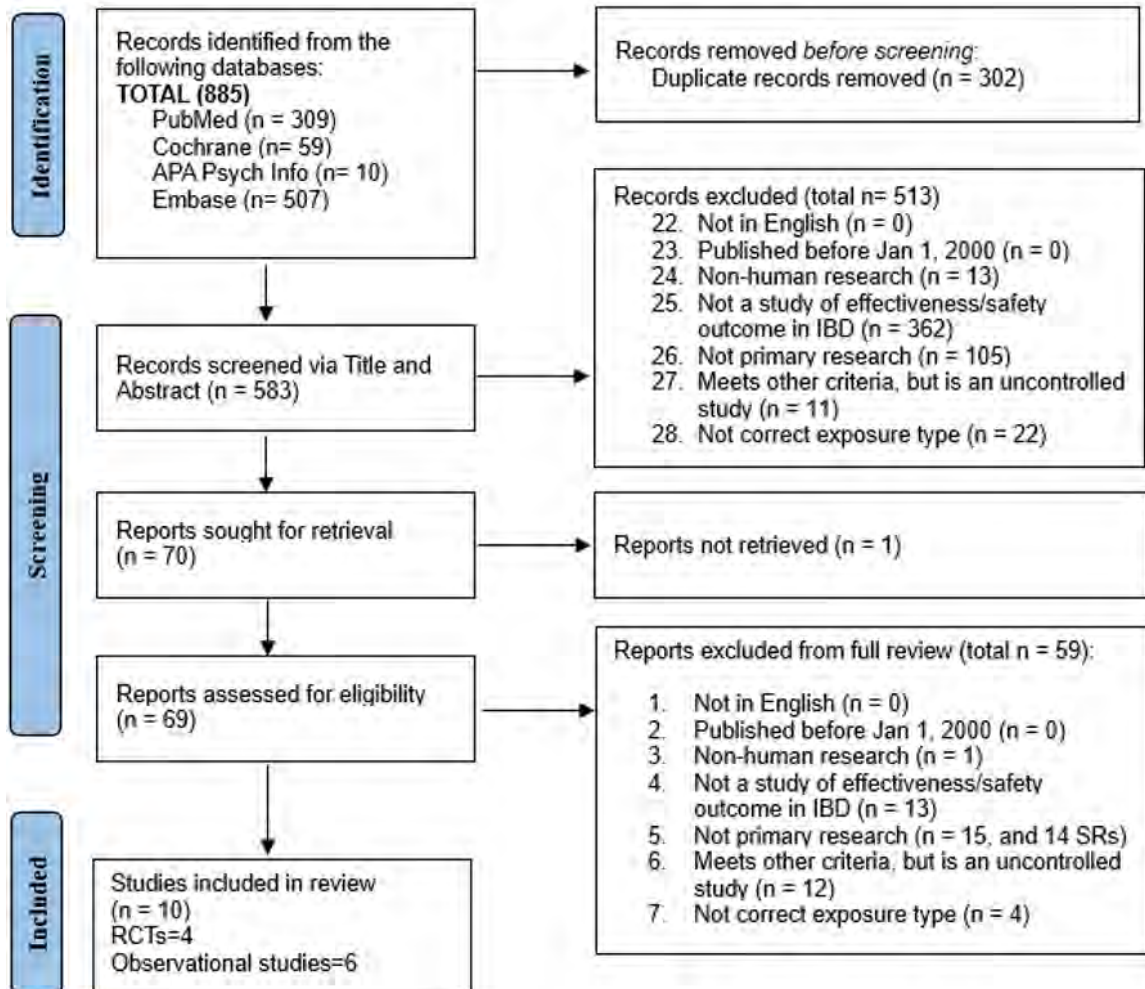 Identification
Records identified from the
following databases:
TOTAL (885)
PubMed (n = 309)
Cochrane (n= 59)
APA Psych Info (n= 10)
Embase (n= 507)
Records removed before screening:
Duplicate records removed (n = 302)
Screening
Records screened via Title and
Abstract (n = 583)
Records excluded (total n= 513)
22. Not in English (n = 0)
23. Published before Jan 1, 2000 (n = 0)
24. Non-human research (n = 13)
25. Not a study of effectiveness/safety
outcome in IBD (n = 362)
26. Not primary research (n = 105)
27. Meets other criteria, but is an uncontrolled
study (n = 11)
28. Not correct exposure type (n = 22)
Reports sought for retrieval
(n = 70)
Reports not retrieved (n = 1)
Reports assessed for eligibility
(n = 69)
Reports excluded from full review (total n = 59):
1. Not in English (n = 0)
2. Published before Jan 1, 2000 (n = 0)
3. Non-human research (n = 1)
4. Not a study of effectiveness/safety
outcome in IBD (n = 13)
5. Not primary research (n = 15, and 14 SRs)
6. Meets other criteria, but is an uncontrolled
study (n = 12)
7. Not correct exposure type (n = 4)
Included
Studies included in review
(n = 10)
RCTs=4
Observational studies=6